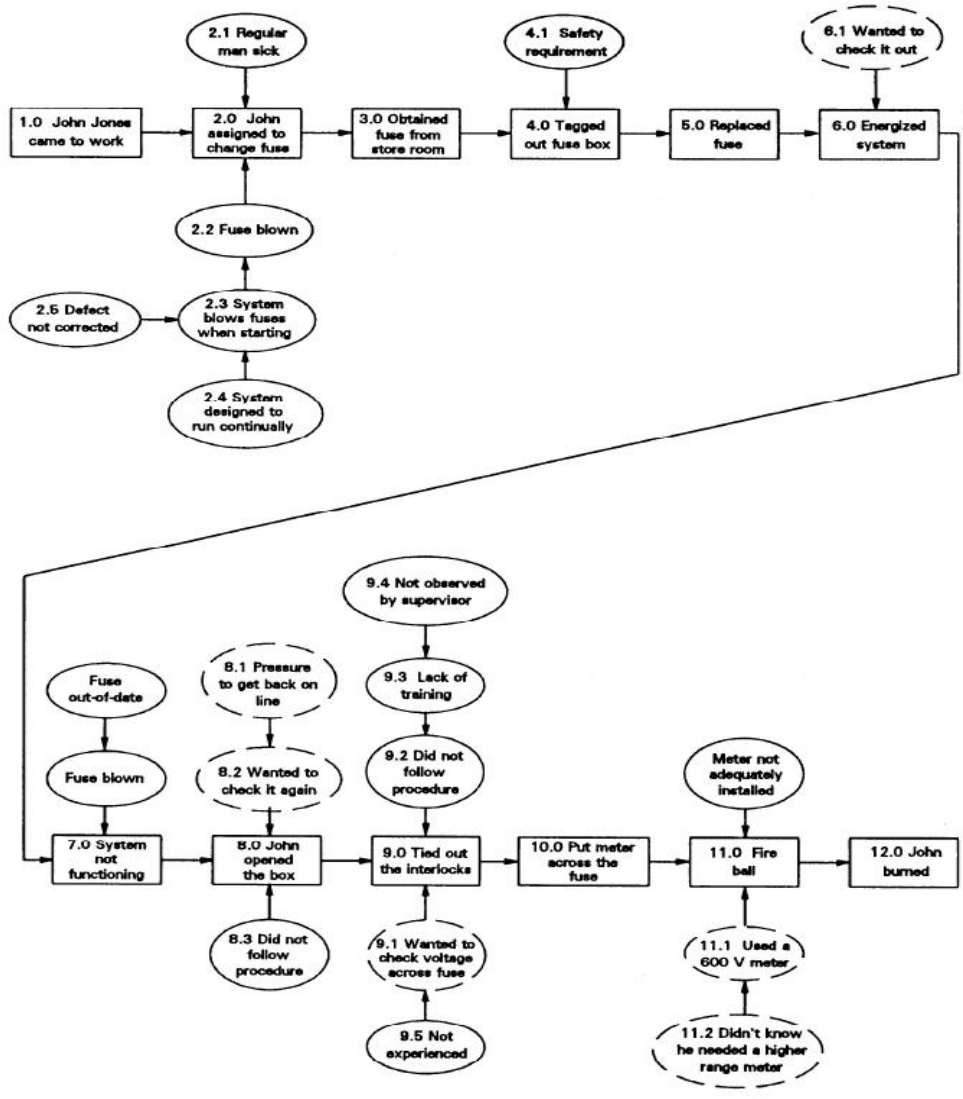 2.1 Regular
man sick
4.1 Safety
requirement
6.1 Wanted to
check it out
1.0 John Jones
came to work
2.0 John
assigned to
change fuse
3.0 Obtained
fuse from
store room
4.0 Tagged
out fuse box
5.0 Replaced
fuse
6.0 Energized
system
2.2 Fuse blown
2.5 Defect
not corrected
2.3 System
blows fuses
when starting
2.4 System
designed to
run continually
9.4 Not observed
by supervisor
Fuse
out-of-date
8.1 Pressure
to get back on
line
9.3 Lack of
training
Fuse blown
8.2 Wanted to
check it again
9.2 Did not
follow
procedure
Meter not
adequately
installed
7.0 System
not
functioning
8.0 John
opened
the box
9.0 Tied out
the interlocks
10.0 Put meter
across the
fuse
11.0 Fire
ball
12.0 John
burned
8.3 Did not
follow
procedure
9.1 Wanted to
check voltage
across fuse
11.1 Used a
600 V meter
9.5 Not
experienced
11.2 Didn't know
he needed a higher
range meter